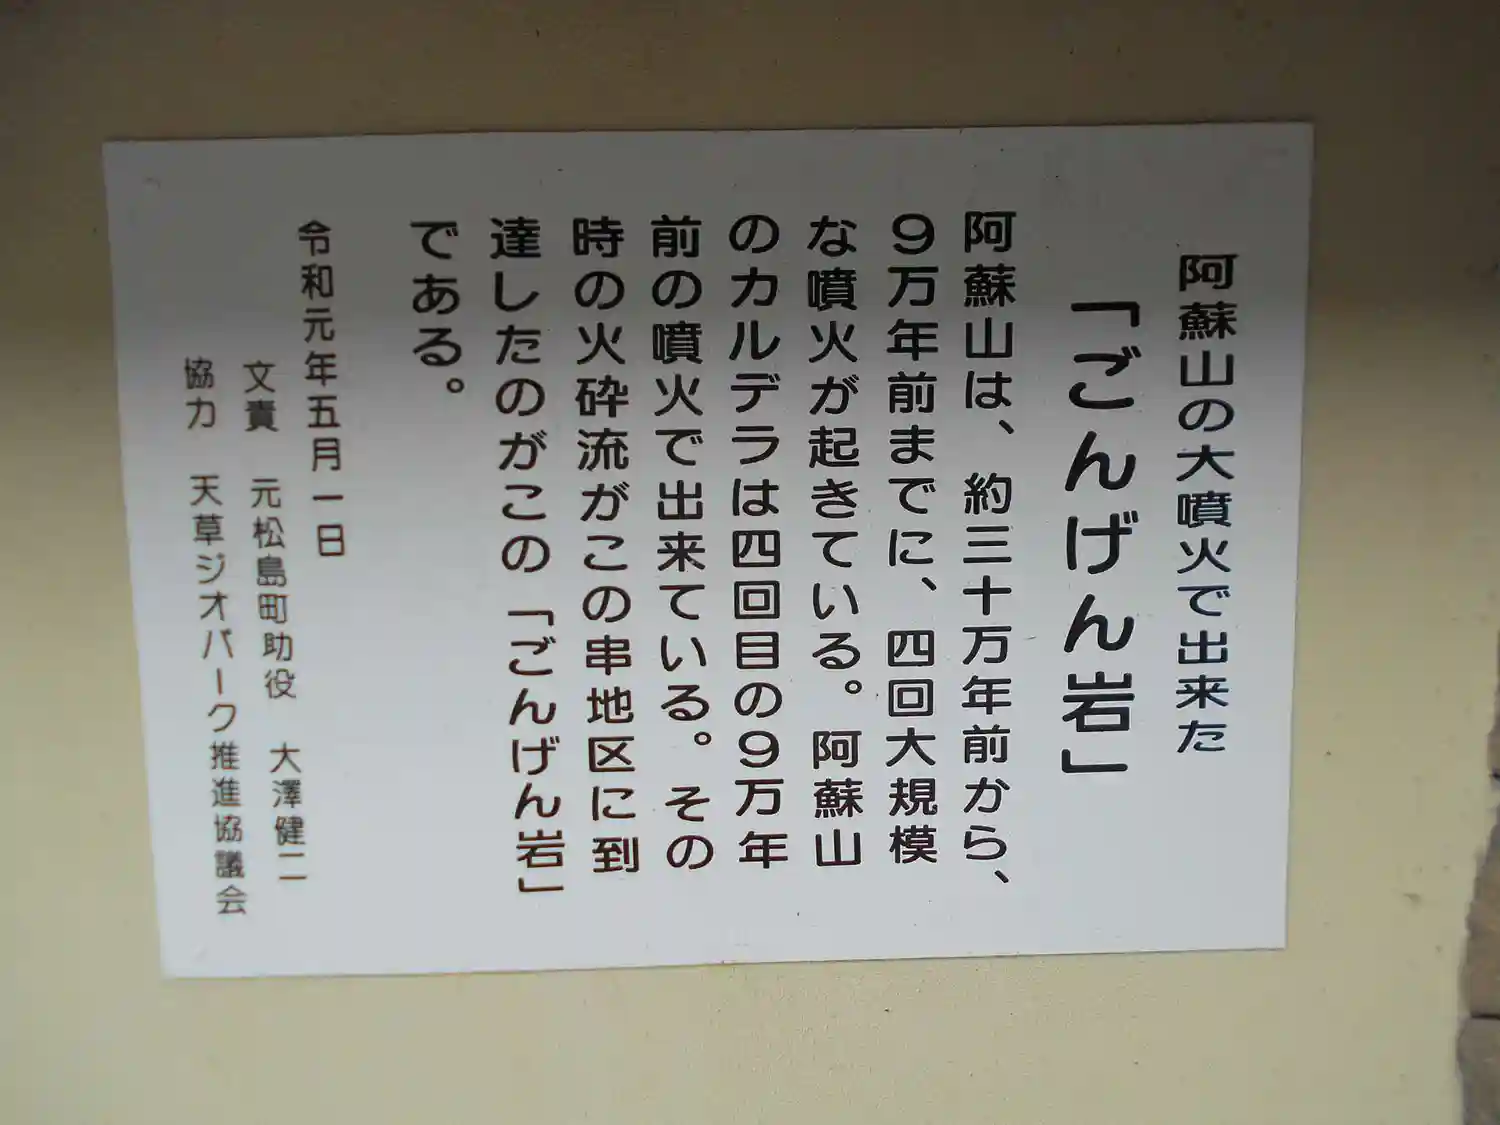 阿蘇山の大噴火で出来た
「ごんげん岩」
阿蘇山は、約三十万年前から、
９万年前までに、四回大規模
な噴火が起きている。阿蘇山
のカルデラは四回目の９万年
前の噴火で出来ている。その
時の火砕流がこの串地区に到
達したのがこの「ごんげん岩」
である。
令和元年五月一日
文責　元松島町助役　大澤健二
協力　天草ジオパーク推進協議会